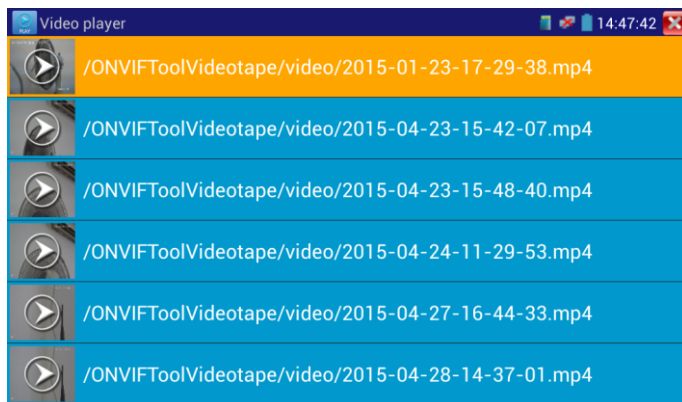 PLAY
Video player
14:47:42
/ONVIFToolVideotape/video/2015-01-23-17-29-38.mp4
/ONVIFToolVideotape/video/2015-04-23-15-42-07.mp4
/ONVIFToolVideotape/video/2015-04-23-15-48-40.mp4
/ONVIFToolVideotape/video/2015-04-24-11-29-53.mp4
/ONVIFToolVideotape/video/2015-04-27-16-44-33.mp4
/ONVIFToolVideotape/video/2015-04-28-14-37-01.mp4